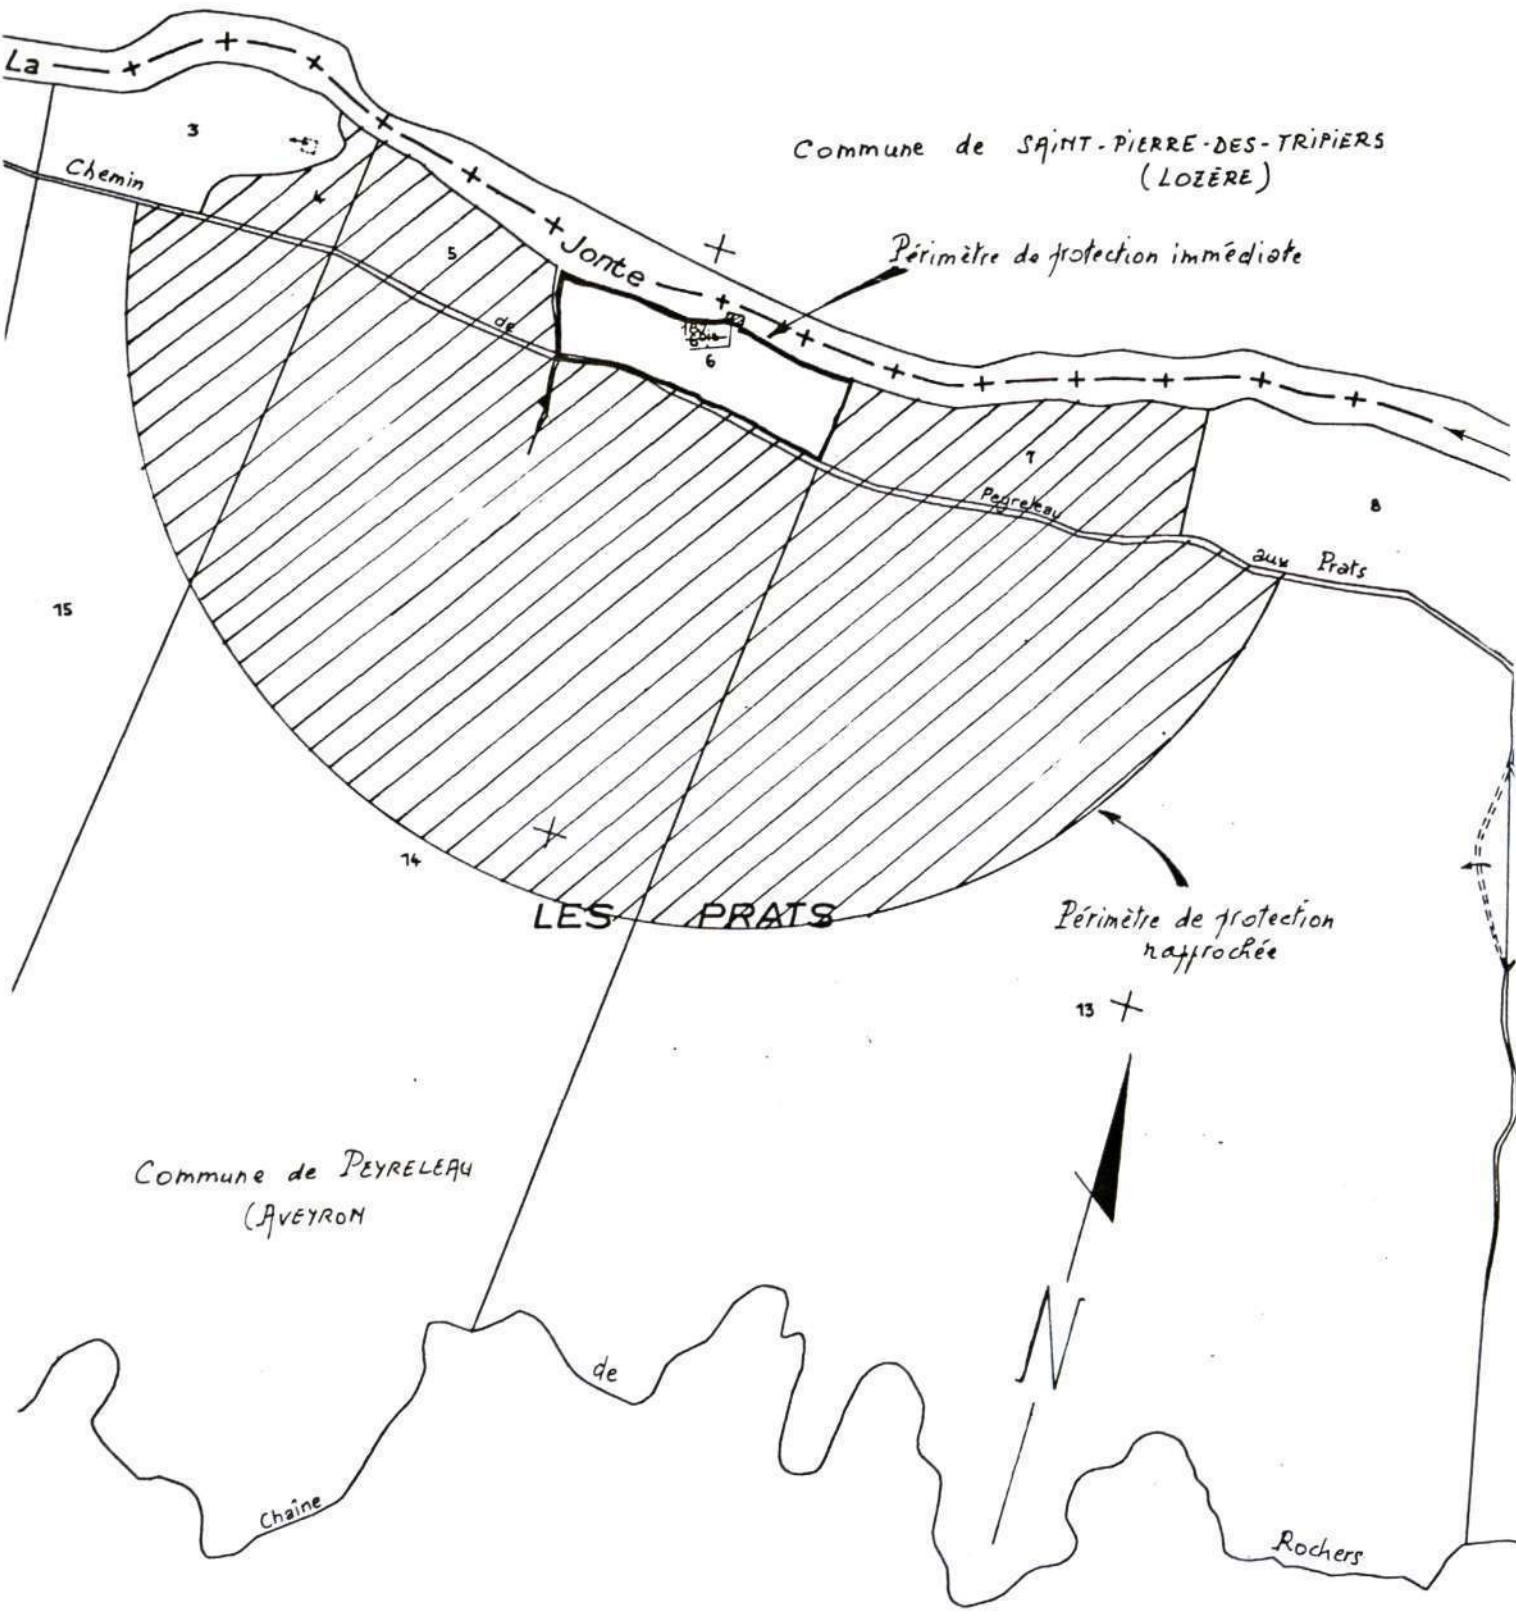 La
3
Chemin
Commune de SAINT-PIERRE-DES-TRIPIERS
(LOZÈRE)
5
Jonte
Périmètre de protection immédiate
de
6
7
Peyreleau
8
aux Prats
15
14
LES PRATS
Périmètre de protection
rapprochée
13
Commune de PEYRELEAU
(AVEYRON
N
de
Chaîne
Rochers